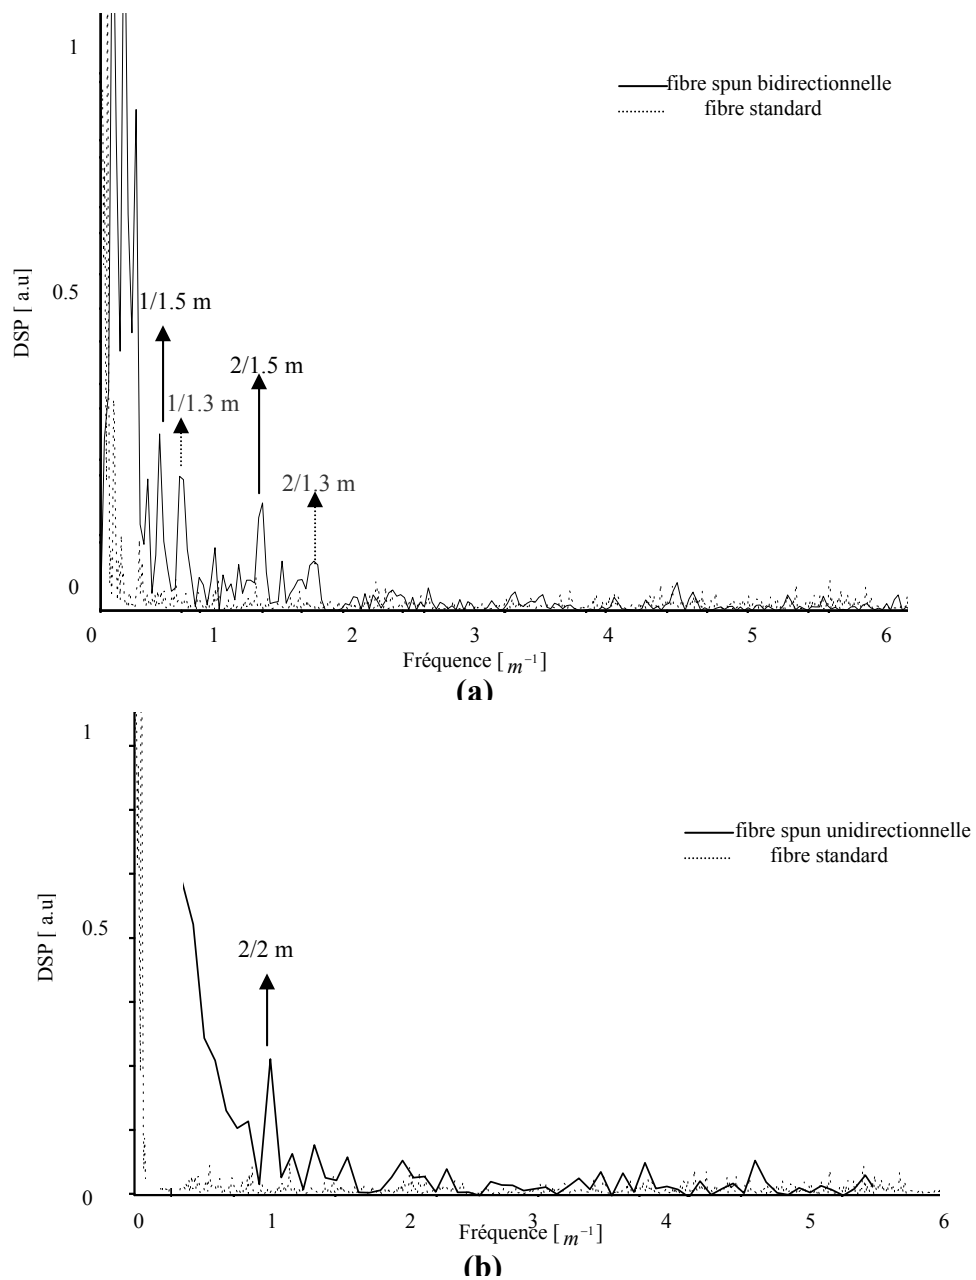 1
fibre spun bidirectionnelle
fibre standard
0.5
1/1.5 m
2/1.5 m
1/1.3 m
2/1.3 m
DSP [ a.u]
0
0 1 2 3 4 5 6
Fréquence [ m⁻¹]
(a)
1
fibre spun unidirectionnelle
fibre standard
0.5
2/2 m
DSP [ a.u]
0
0 1 2 3 4 5 6
Fréquence [ m⁻¹]
(b)